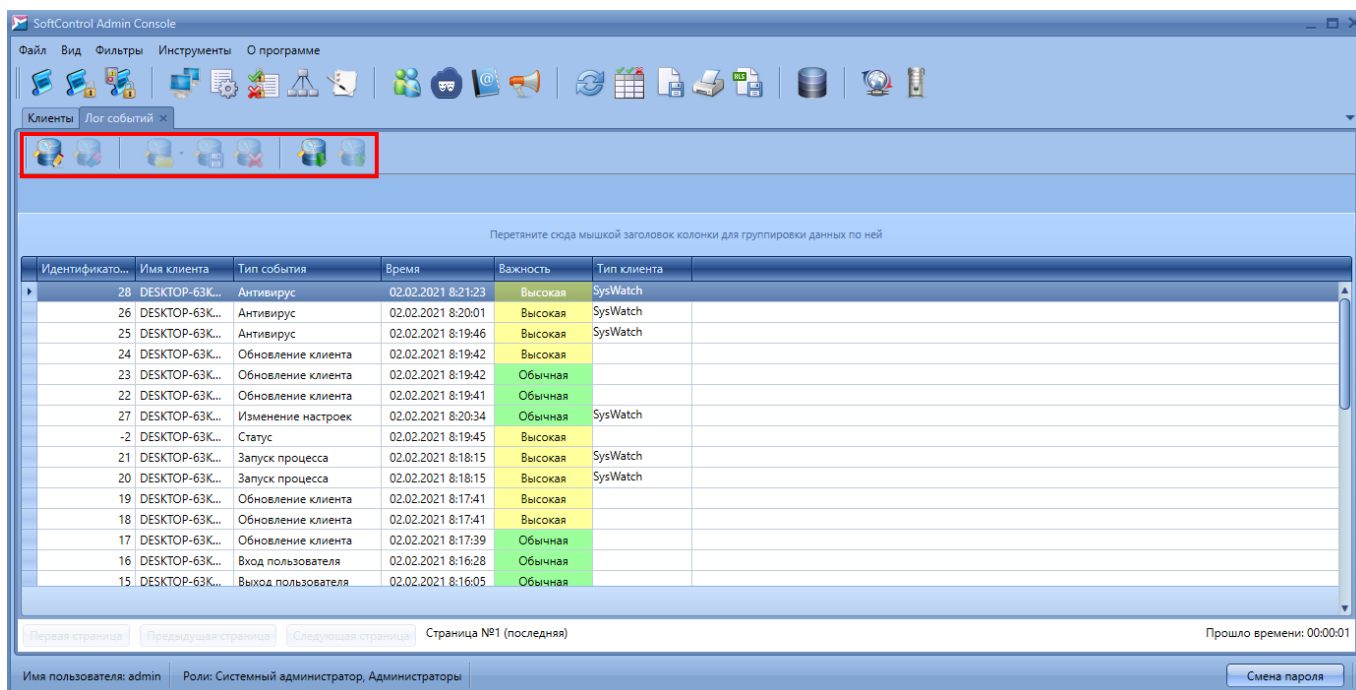 SoftControl Admin Console
Файл Вид Фильтры Инструменты О программе
Клиенты Лог событий
Перетяните сюда мышкой заголовок колонки для группировки данных по ней
Идентификато... Имя клиента Тип события Время Важность Тип клиента
28 DESKTOP-63K... Антивирус 02.02.2021 8:21:23 Высокая SysWatch
26 DESKTOP-63K... Антивирус 02.02.2021 8:20:01 Высокая SysWatch
25 DESKTOP-63K... Антивирус 02.02.2021 8:19:46 Высокая SysWatch
24 DESKTOP-63K... Обновление клиента 02.02.2021 8:19:42 Высокая
23 DESKTOP-63K... Обновление клиента 02.02.2021 8:19:42 Обычная
22 DESKTOP-63K... Обновление клиента 02.02.2021 8:19:41 Обычная
27 DESKTOP-63K... Изменение настроек 02.02.2021 8:20:34 Обычная SysWatch
-2 DESKTOP-63K... Статус 02.02.2021 8:19:45 Высокая
21 DESKTOP-63K... Запуск процесса 02.02.2021 8:18:15 Высокая SysWatch
20 DESKTOP-63K... Запуск процесса 02.02.2021 8:18:15 Высокая SysWatch
19 DESKTOP-63K... Обновление клиента 02.02.2021 8:17:41 Высокая
18 DESKTOP-63K... Обновление клиента 02.02.2021 8:17:41 Высокая
17 DESKTOP-63K... Обновление клиента 02.02.2021 8:17:39 Обычная
16 DESKTOP-63K... Вход пользователя 02.02.2021 8:16:28 Обычная
15 DESKTOP-63K... Выход пользователя 02.02.2021 8:16:05 Обычная
Первая страница Предыдущая страница Следующая страница Страница №1 (последняя) Прошло времени: 00:00:01
Имя пользователя: admin Роли: Системный администратор, Администраторы Смена пароля